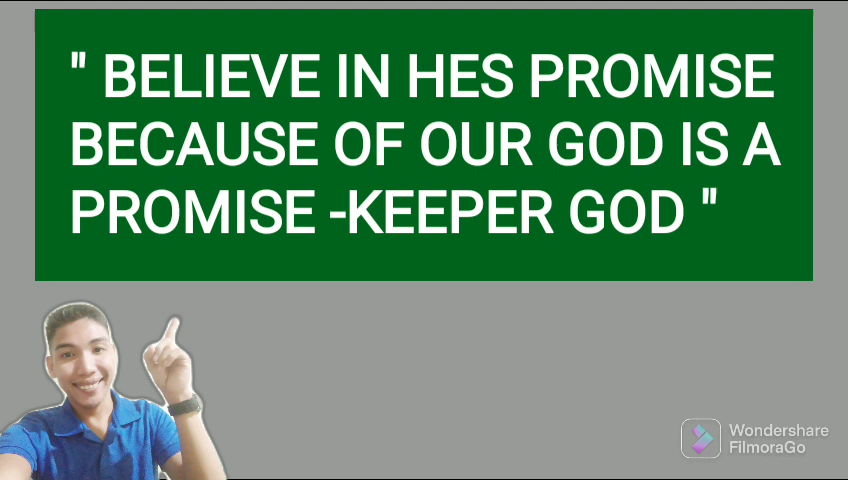 " BELIEVE IN HES PROMISE
BECAUSE OF OUR GOD IS A
PROMISE -KEEPER GOD "
Wondershare
FilmoraGo